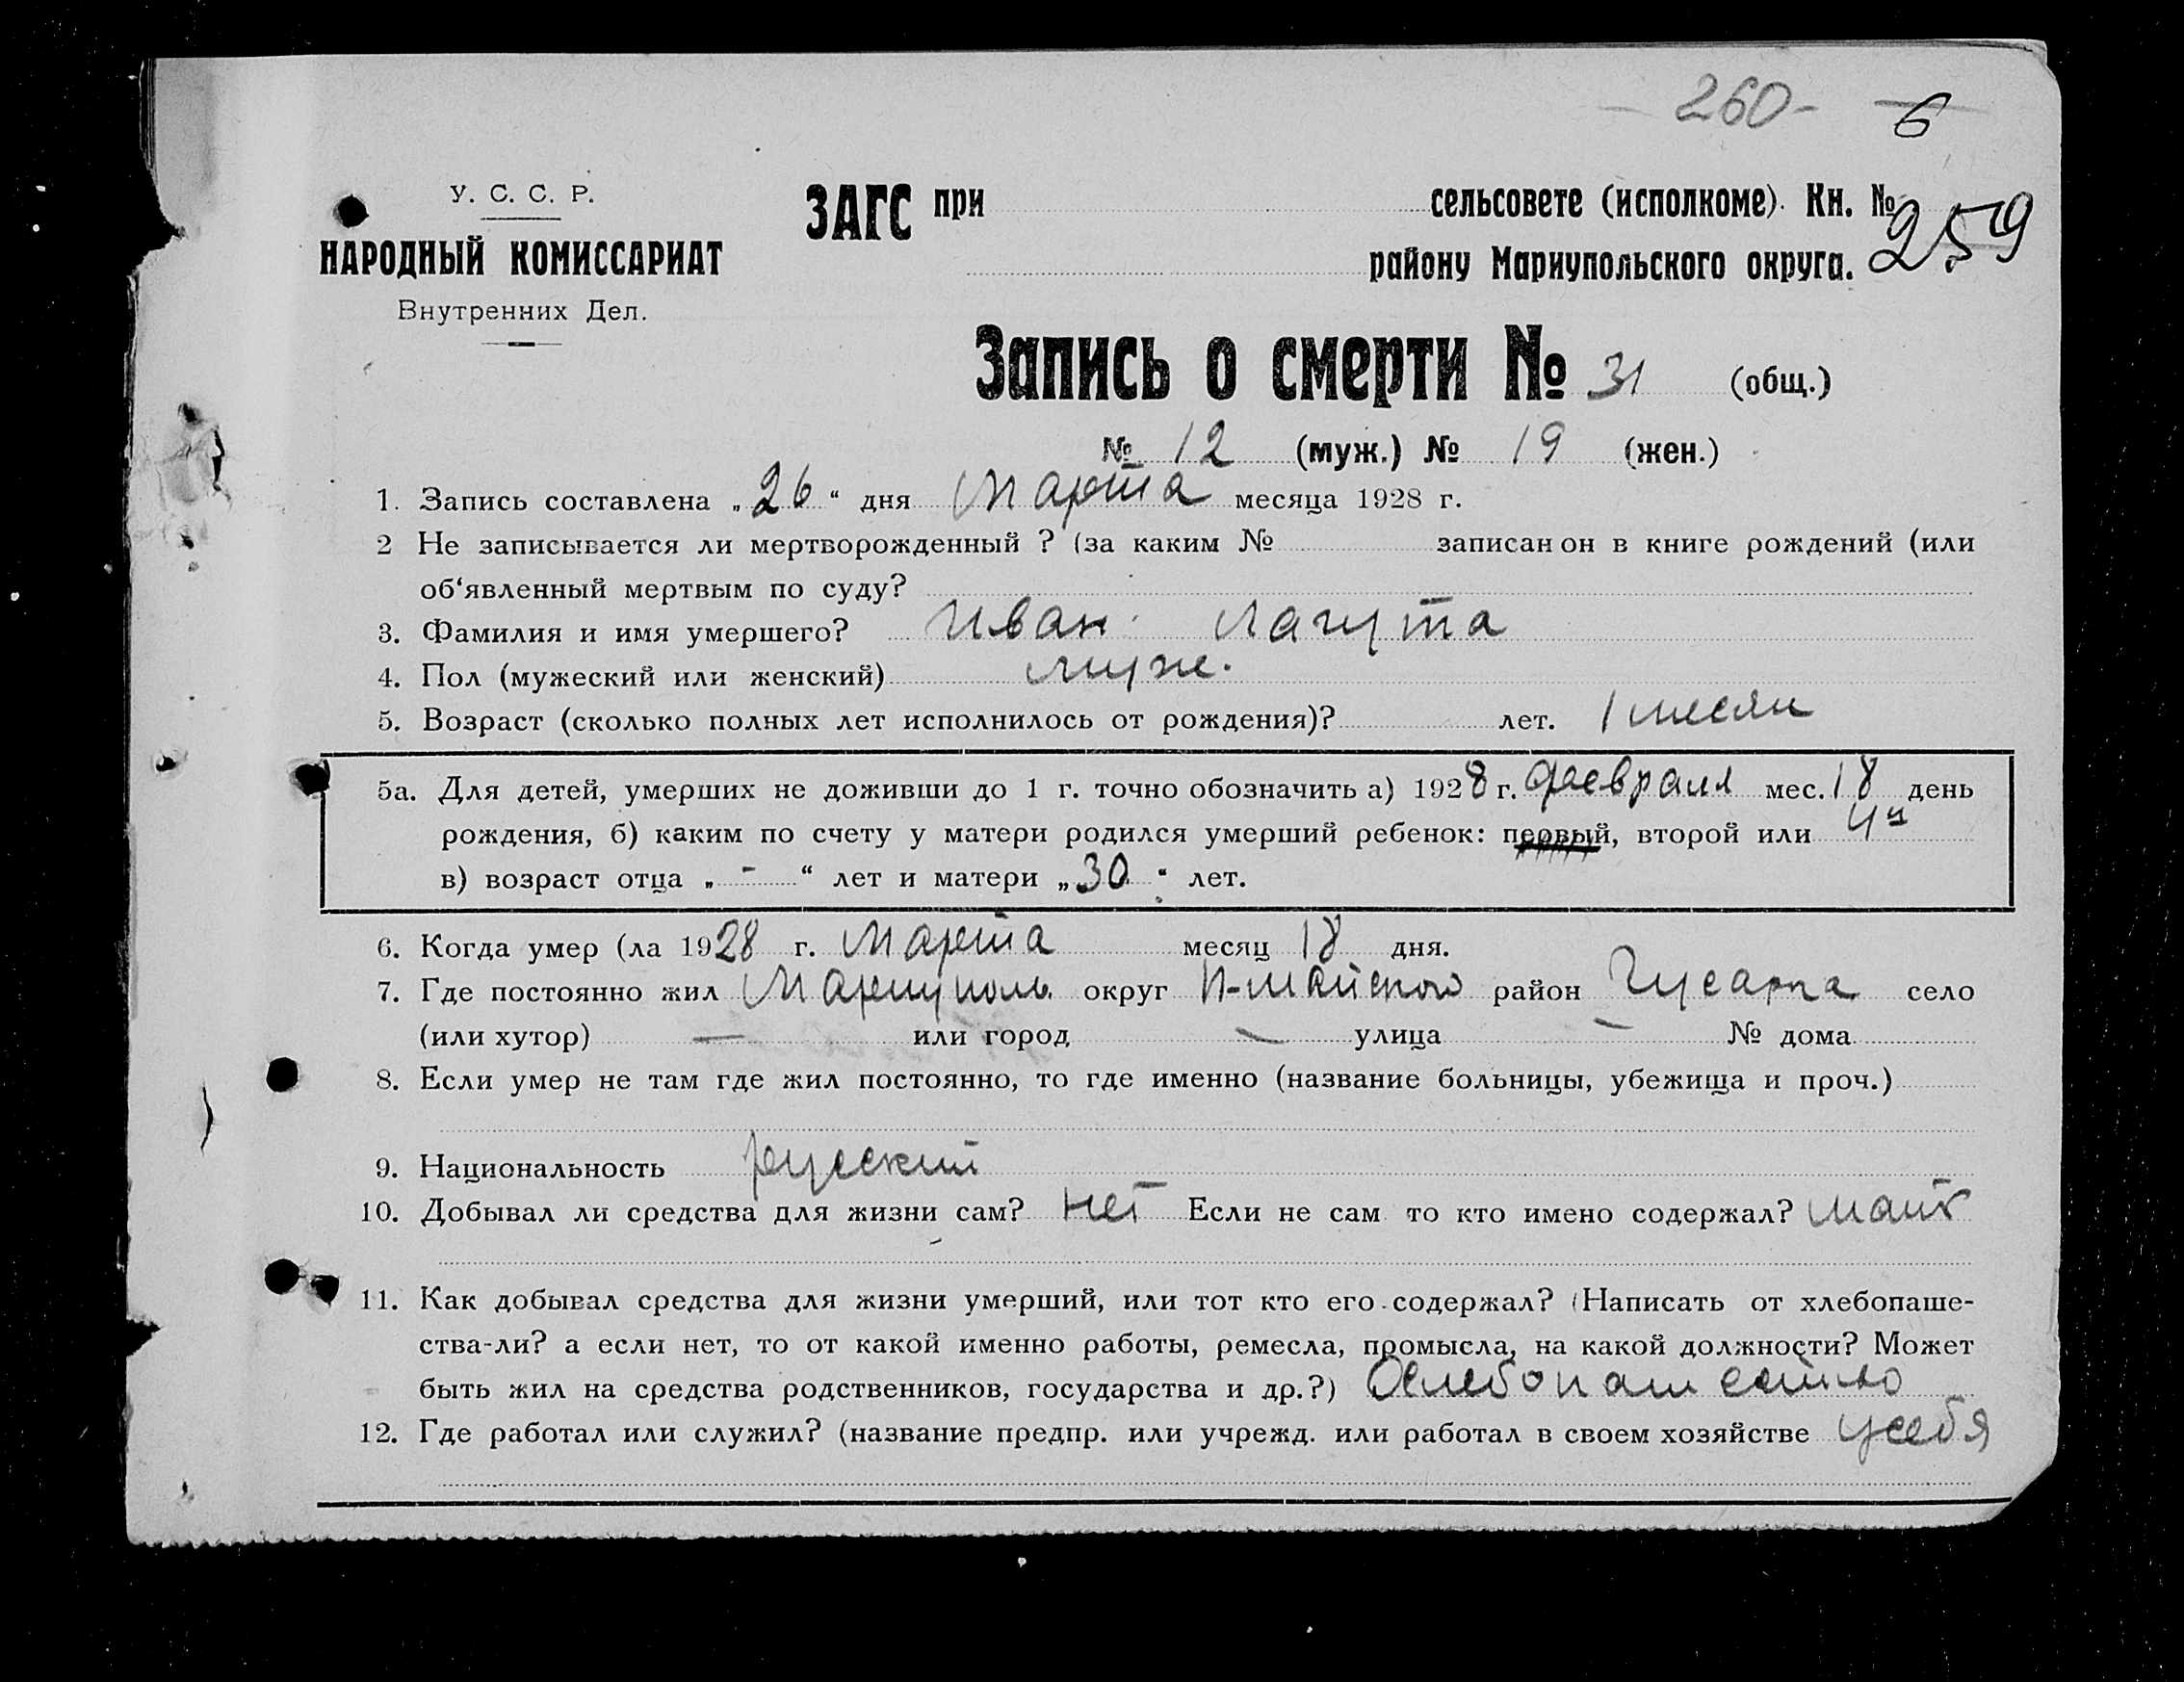 260- 6
У. С. С. Р.
НАРОДНЫЙ КОМИССАРИАТ
Внутренних Дел.
ЗАГС при сельсовете (исполкоме). Кн. №
259
району Мариупольского округа.
Запись о смерти № 31 (общ.)
№ 12 (муж.) № 19 (жен.)
1. Запись составлена „26“ дня Марта месяца 1928 г.
2 Не записывается ли мертворожденный ? (за каким № записан он в книге рождений (или
об‘явленный мертвым по суду?
3. Фамилия и имя умершего? Иван Лагута
4. Пол (мужеский или женский) муж.
5. Возраст (сколько полных лет исполнилось от рождения)? лет. 1 месяц
5а. Для детей, умерших не доживши до 1 г. точно обозначить а) 1928 г. февраля мес. 18 день
рождения, б) каким по счету у матери родился умерший ребенок: первый, второй или 4й
в) возраст отца „ - “ лет и матери „30“ лет.
6. Когда умер (ла 1928 г. Марта месяц 18 дня.
7. Где постоянно жил Мариуполь округ район село
(или хутор) — или город — улица — № дома
8. Если умер не там где жил постоянно, то где именно (название больницы, убежища и проч.)
9. Национальность русский
10. Добывал ли средства для жизни сам? нет Если не сам то кто имено содержал? мать
11. Как добывал средства для жизни умерший, или тот кто его содержал? (Написать от хлебопаше-
ства-ли? а если нет, то от какой именно работы, ремесла, промысла, на какой должности? Может
быть жил на средства родственников, государства и др.?) Хлебопашество
12. Где работал или служил? (название предпр. или учрежд. или работал в своем хозяйстве у себя